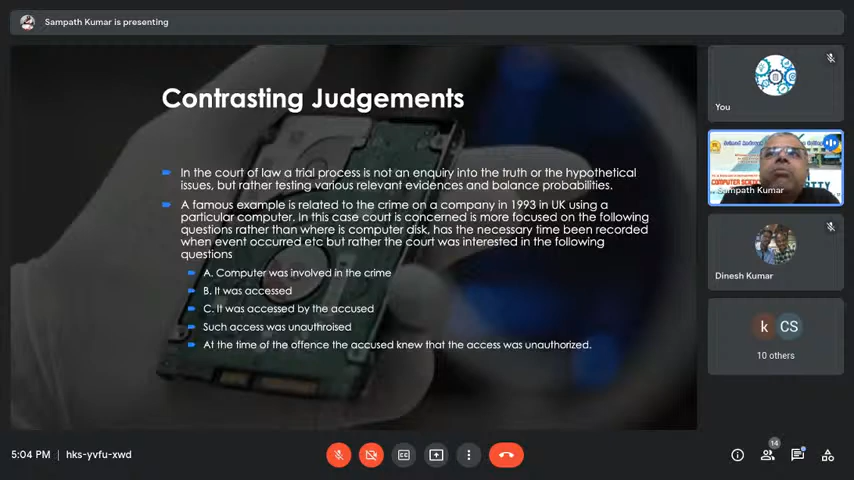 Sampath Kumar is presenting
Contrasting Judgements
In the court of law a trial process is not an enquiry into the truth or the hypothetical
issues, but rather testing various relevant evidences and balance probabilities.
A famous example is related to the crime on a company in 1993 in UK using a
particular computer. In this case court is concerned is more focused on the following
questions rather than where is computer disk, has the necessary time been recorded
when event occurred etc but rather the court was interested in the following
questions
A. Computer was involved in the crime
B. It was accessed
C. It was accessed by the accused
Such access was unauthroised
At the time of the offence the accused knew that the access was unauthorized.
You
COMPUTER SCIEN
Sampath Kumar
Dinesh Kumar
k CS
10 others
5:04 PM | hks-yvfu-xwd
14